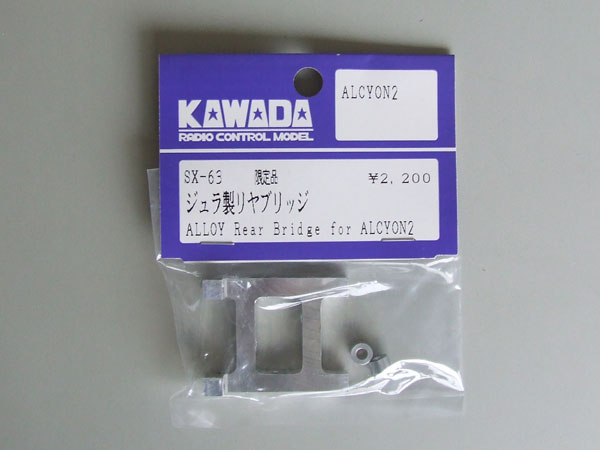 KAWADA
RADIO CONTROL MODEL
ALCYON2
SX-63 限定品 ¥2,200
ジュラ製リヤブリッジ
ALLOY Rear Bridge for ALCYON2